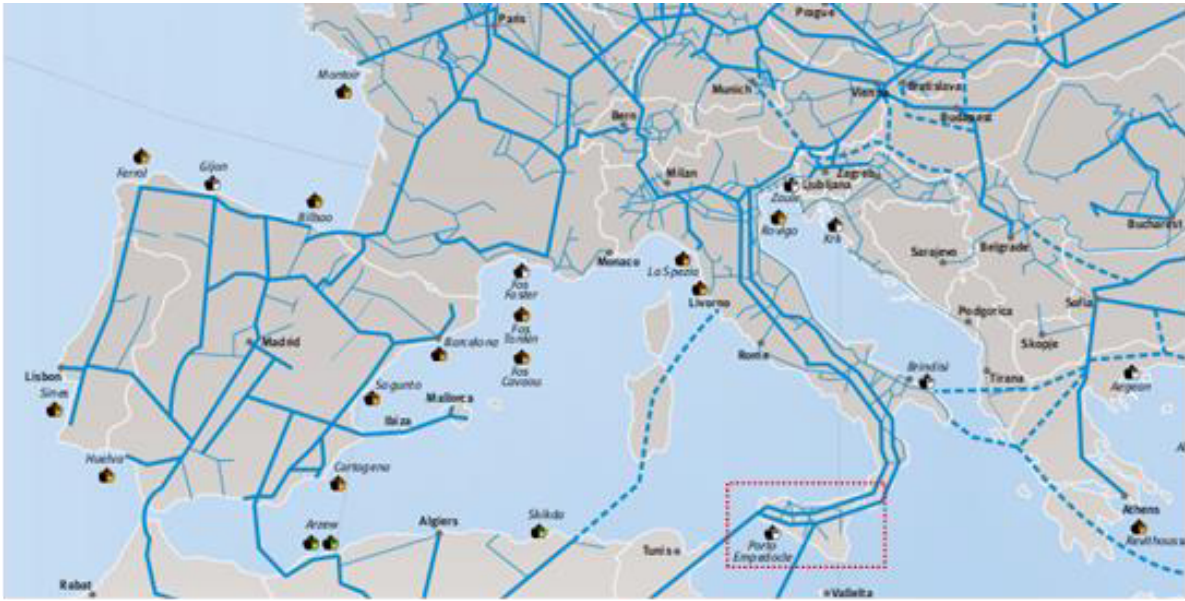 Paris
Prague
Montoir
Munich
Vienna
Bratislava
Budapest
Bern
Ferrol
Gijon
Milan
Zagreb
Ljubljana
Bilbao
Zaule
Rovigo
Krk
Bucharest
Sarajevo
Belgrade
Monaco
La Spezia
Fos
Faster
Livorno
Sofia
Podgorica
Fos
Tonkin
Madrid
Barcelona
Rome
Skopje
Fos
Cavaou
Lisbon
Brindisi
Tirana
Aegean
Sines
Sagunto
Mallorca
Ibiza
Huelva
Cartagena
Athens
Arzew
Algiers
Skikda
Porto
Empedocle
Revithoussa
Tunis
Rabat
Valletta